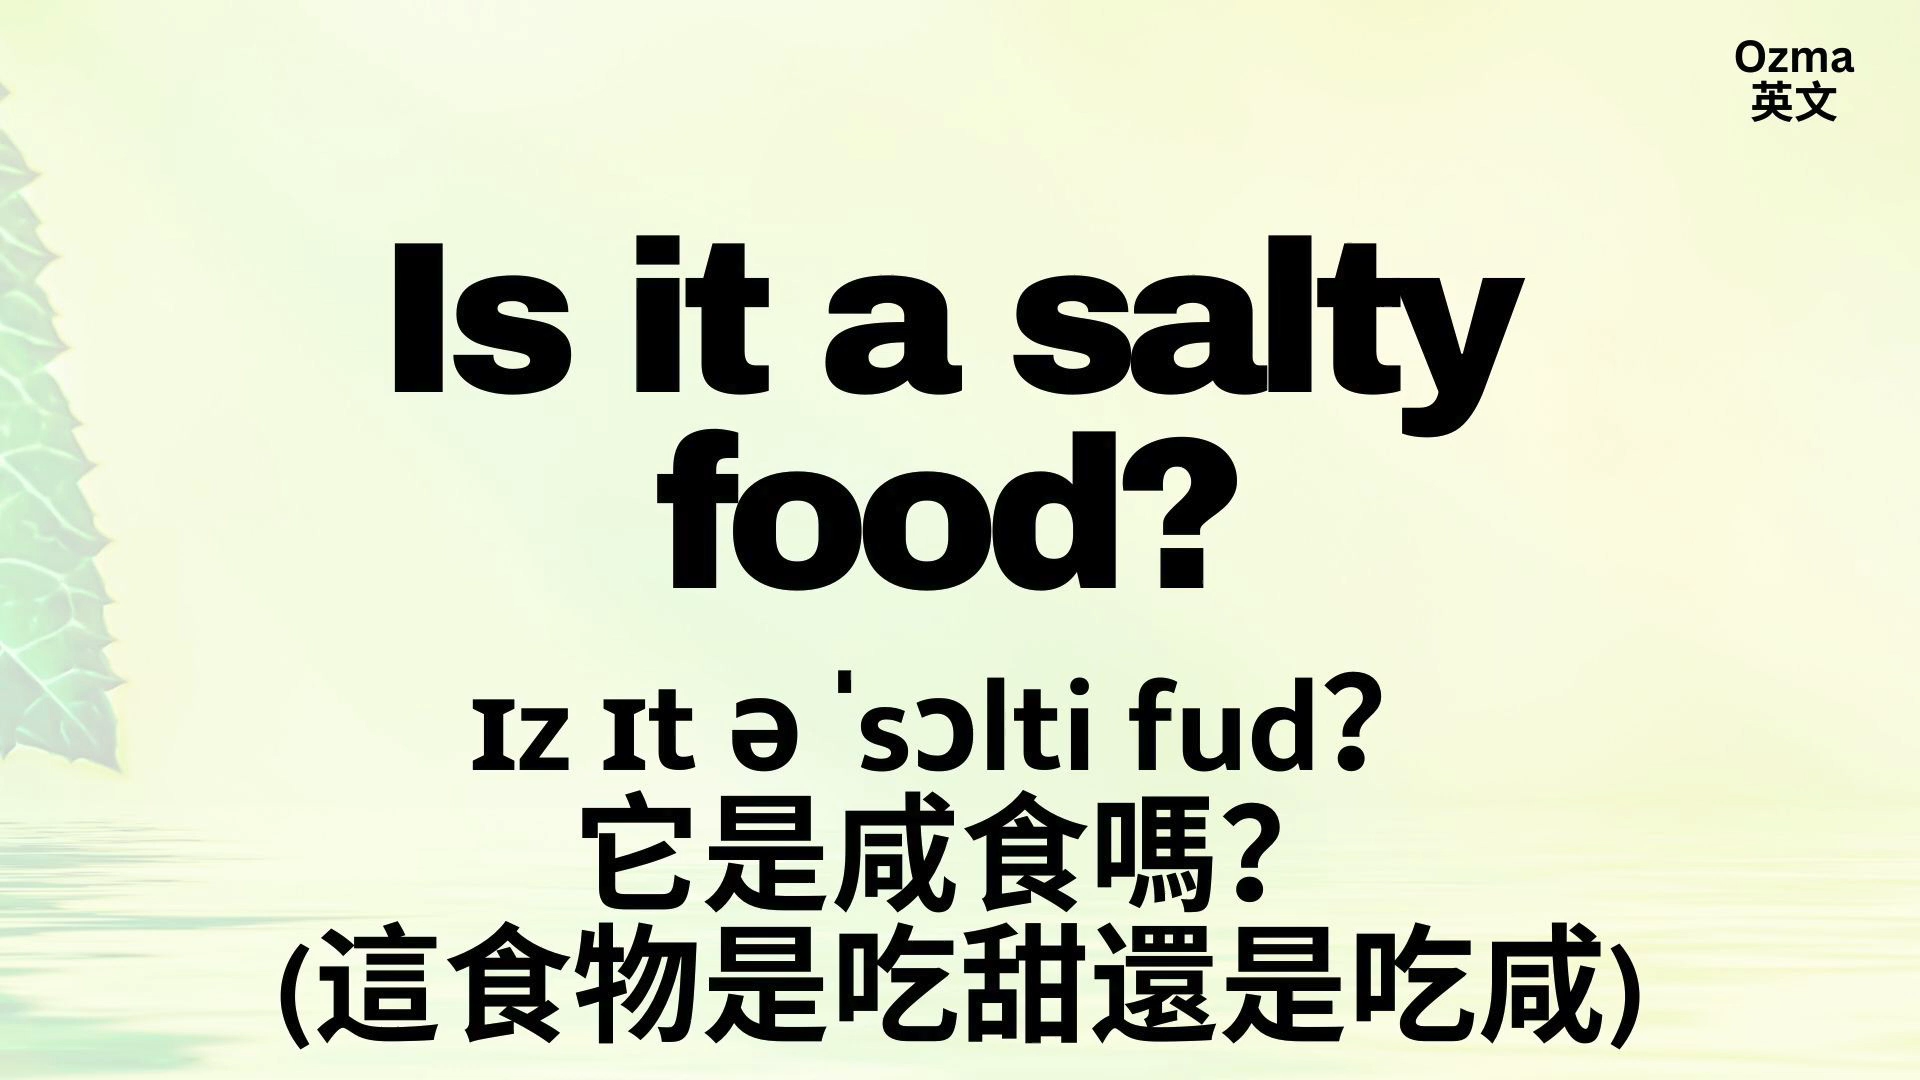 Ozma
英文
Is it a salty
food?
ɪz ɪt ə ˈsɔlti fud?
它是咸食嗎?
(這食物是吃甜還是吃咸)